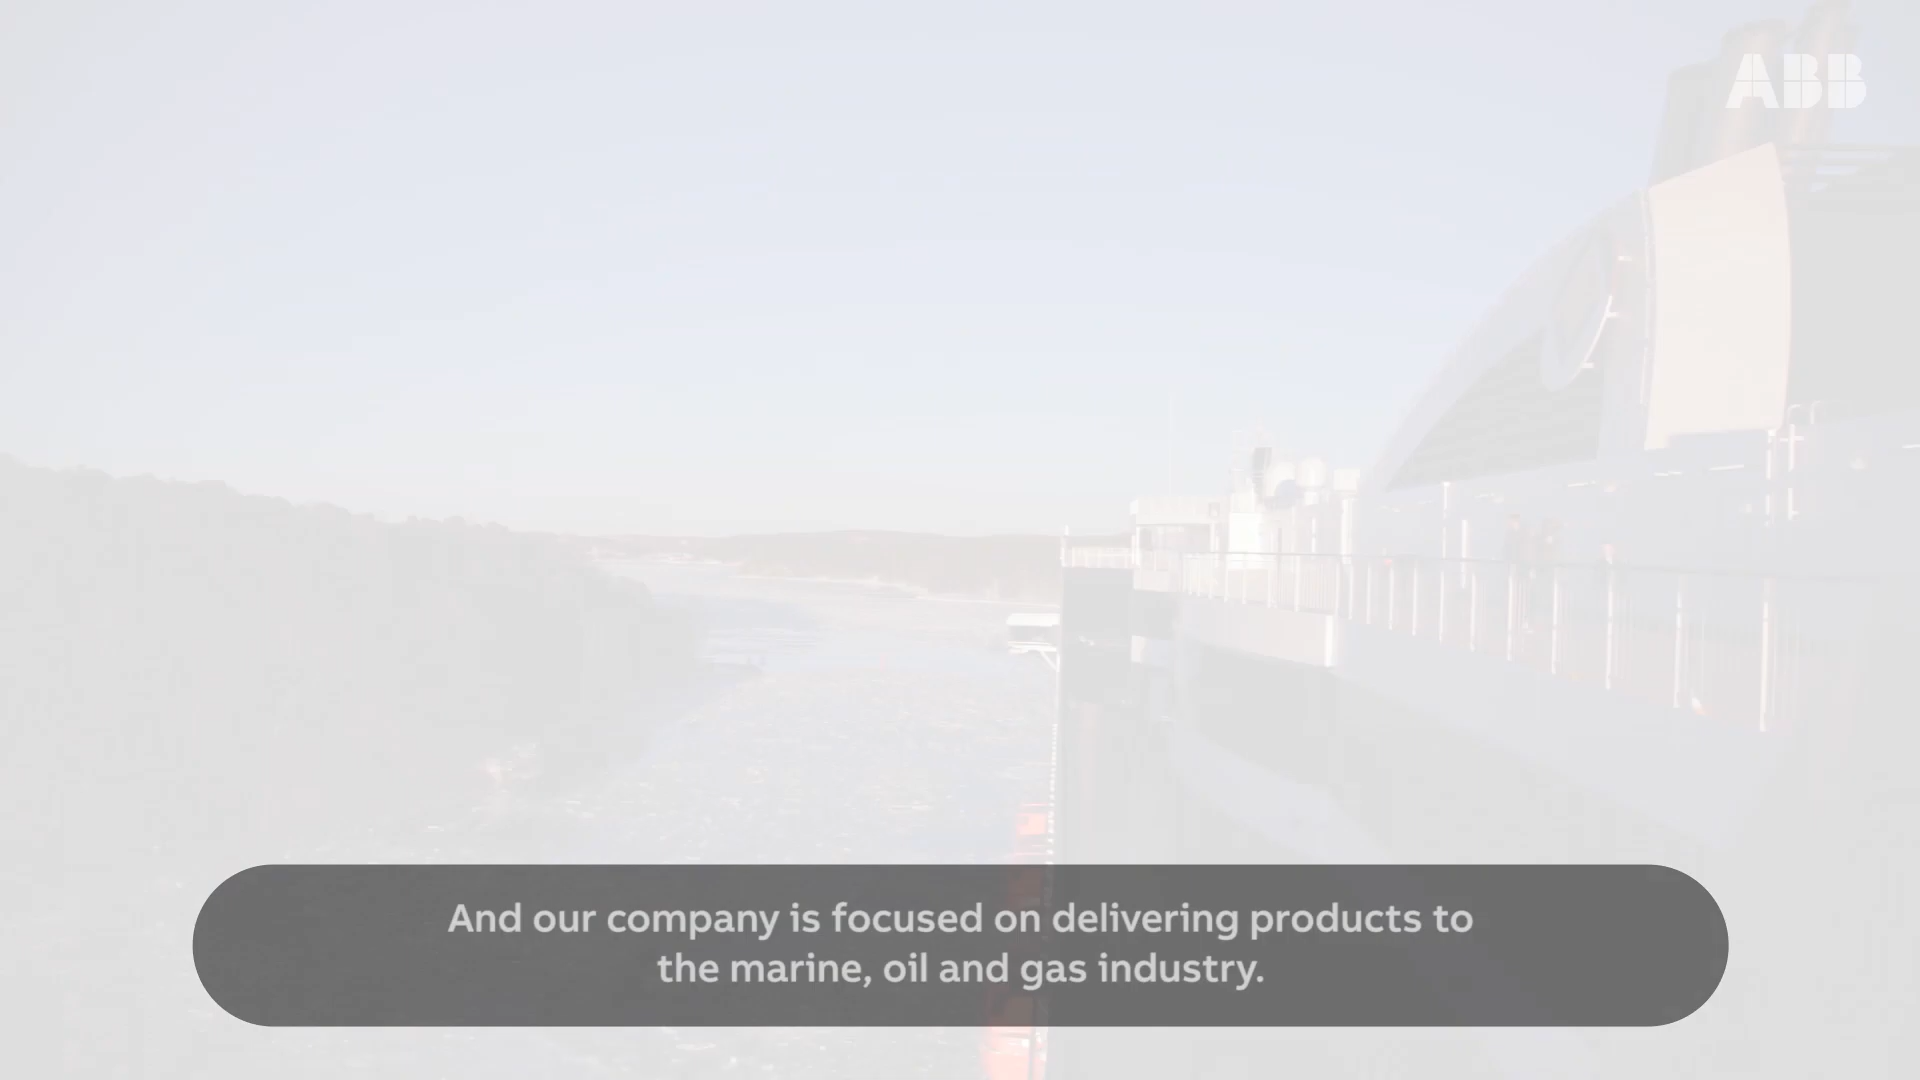 ABB
And our company is focused on delivering products to
the marine, oil and gas industry.